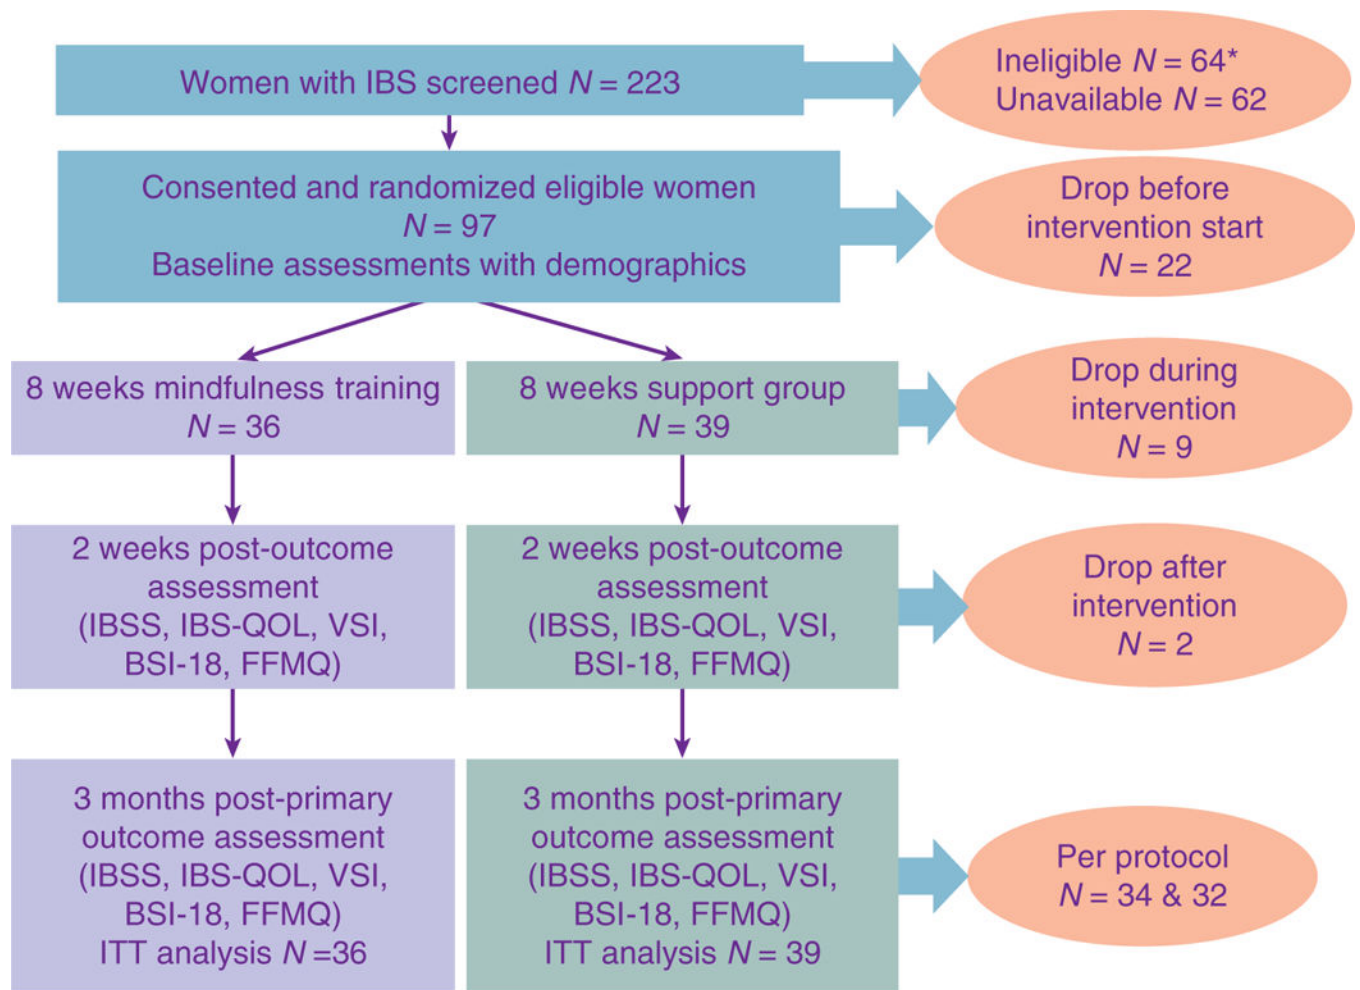 Women with IBS screened N = 223
Ineligible N = 64*
Unavailable N = 62
Consented and randomized eligible women
N = 97
Baseline assessments with demographics
Drop before
intervention start
N = 22
8 weeks mindfulness training
N = 36
8 weeks support group
N = 39
Drop during
intervention
N = 9
2 weeks post-outcome
assessment
(IBSS, IBS-QOL, VSI,
BSI-18, FFMQ)
2 weeks post-outcome
assessment
(IBSS, IBS-QOL, VSI,
BSI-18, FFMQ)
Drop after
intervention
N = 2
3 months post-primary
outcome assessment
(IBSS, IBS-QOL, VSI,
BSI-18, FFMQ)
ITT analysis N =36
3 months post-primary
outcome assessment
(IBSS, IBS-QOL, VSI,
BSI-18, FFMQ)
ITT analysis N = 39
Per protocol
N = 34 & 32